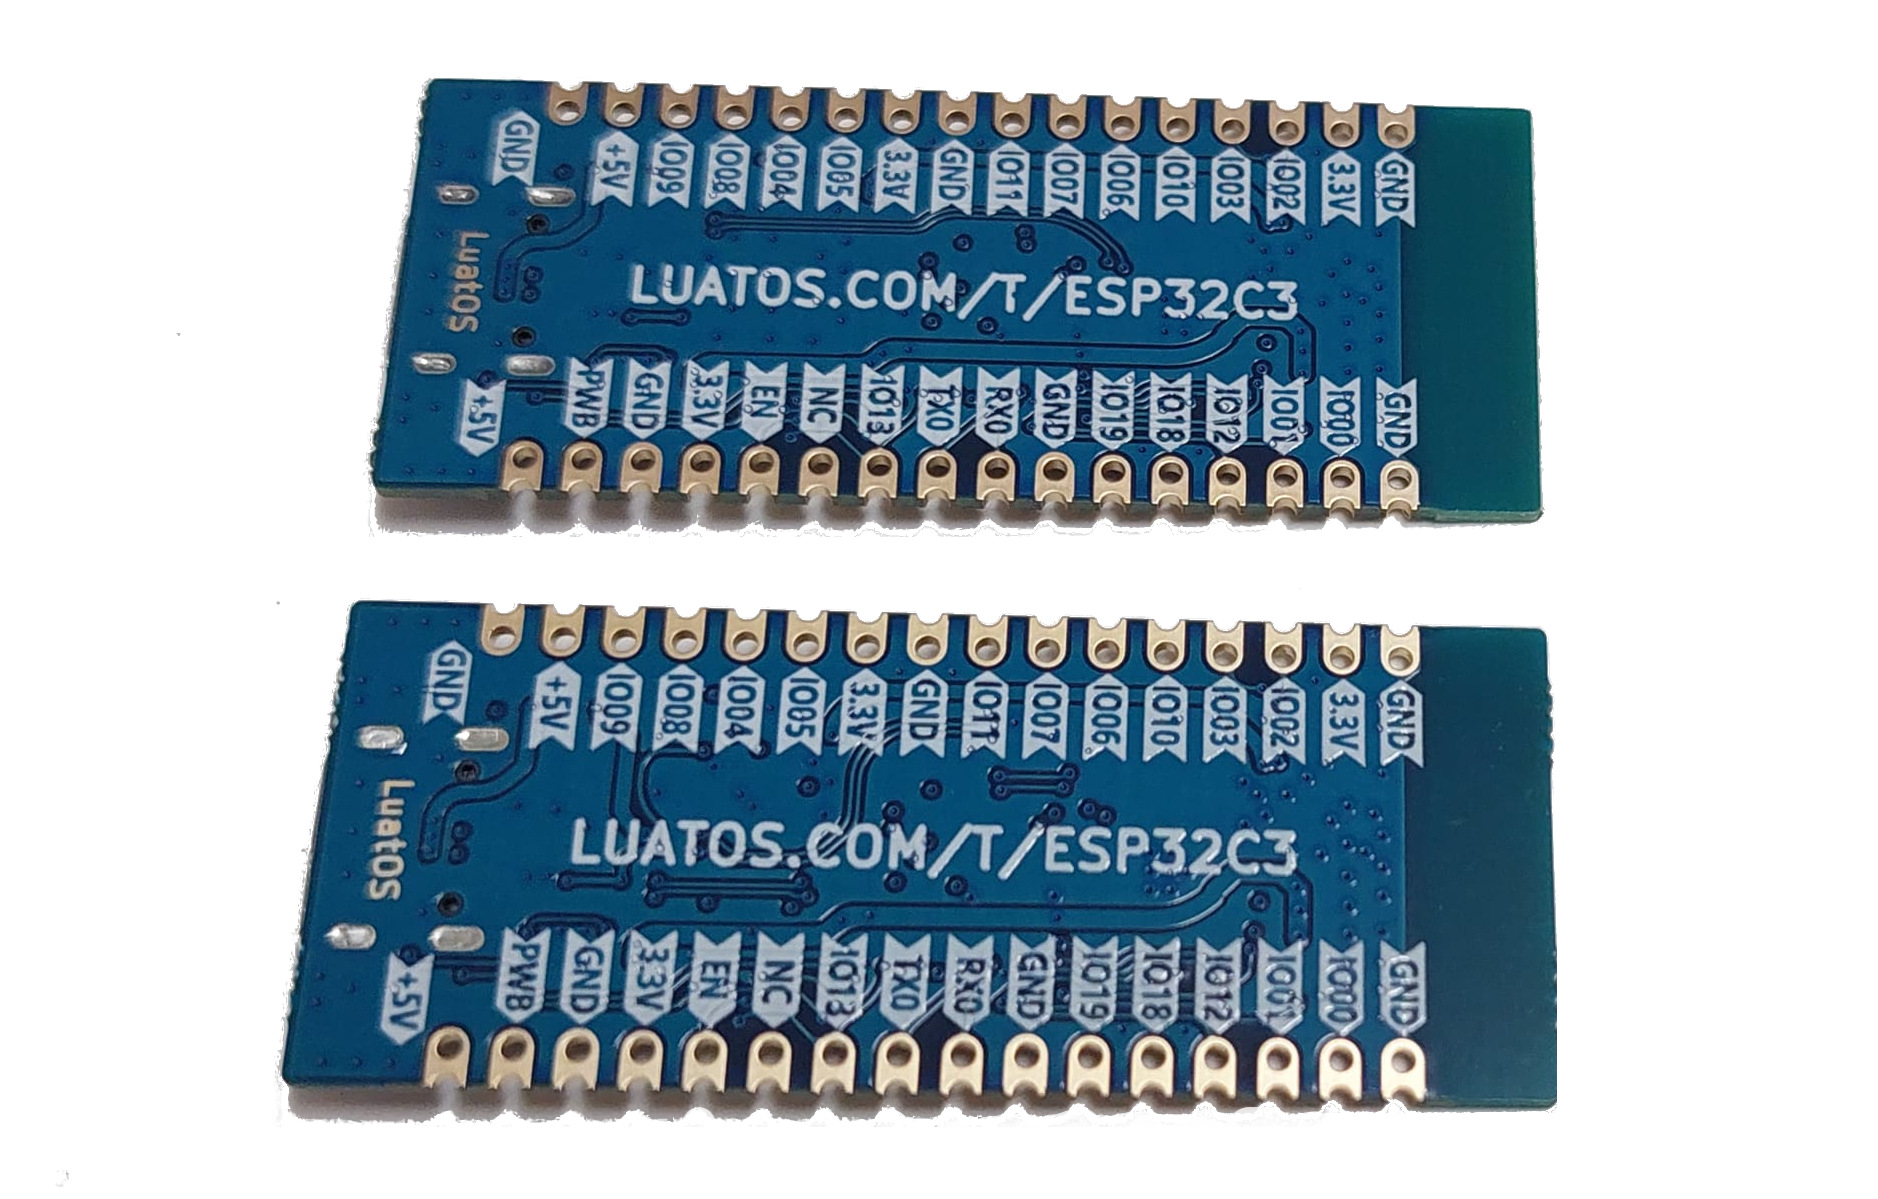 GND +5V IO09 IO08 IO04 IO05 3.3V GND IO11 IO07 IO06 IO10 IO03 IO02 3.3V GND
LuatOS
LUATOS.COM/T/ESP32C3
+5V PWB GND 3.3V EN NC IO13 TX0 RX0 GND IO19 IO18 IO12 IO01 IO00 GND
GND +5V IO09 IO08 IO04 IO05 3.3V GND IO11 IO07 IO06 IO10 IO03 IO02 3.3V GND
LuatOS
LUATOS.COM/T/ESP32C3
+5V PWB GND 3.3V EN NC IO13 TX0 RX0 GND IO19 IO18 IO12 IO01 IO00 GND